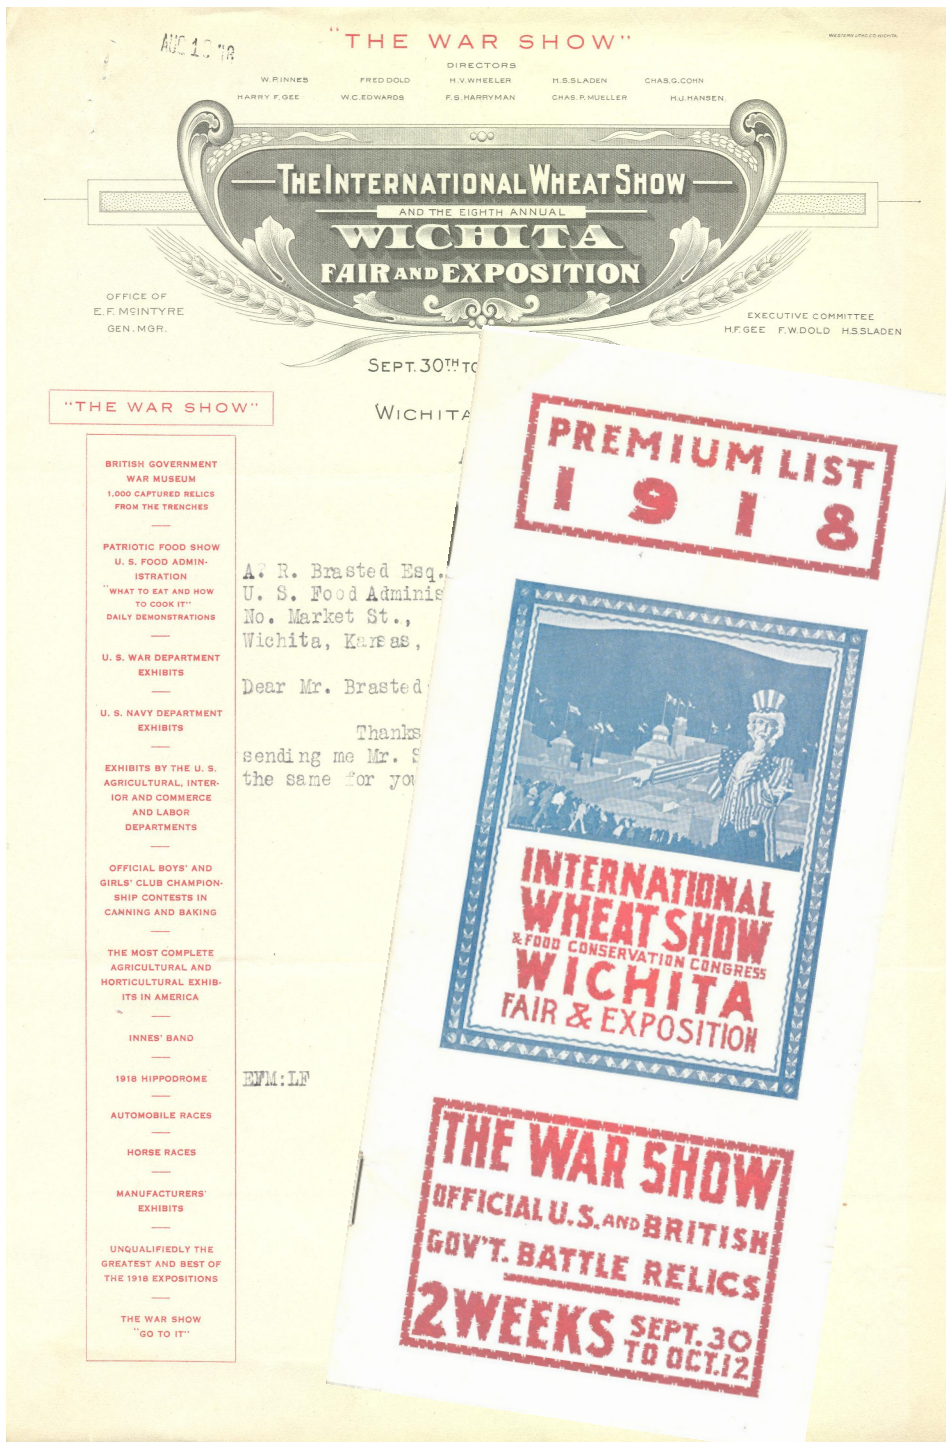 AUG 1
"THE WAR SHOW"
WESTERN LITHO. CO. WICHITA
DIRECTORS
W.P. INNES FRED DOLD H.V. WHEELER H.S. SLADEN CHAS. G. COHN
HARRY F. GEE W.C. EDWARDS F.S. HARRYMAN CHAS. P. MUELLER H.J. HANSEN.
THE INTERNATIONAL WHEAT SHOW
AND THE EIGHTH ANNUAL
WICHITA
FAIR AND EXPOSITION
OFFICE OF
E. F. McINTYRE
GEN. MGR.
EXECUTIVE COMMITTEE
H.F. GEE F.W. DOLD H.S. SLADEN
SEPT. 30TH TO
WICHITA
"THE WAR SHOW"
BRITISH GOVERNMENT
WAR MUSEUM
1,000 CAPTURED RELICS
FROM THE TRENCHES
PATRIOTIC FOOD SHOW
U. S. FOOD ADMIN-
ISTRATION
"WHAT TO EAT AND HOW
TO COOK IT"
DAILY DEMONSTRATIONS
U. S. WAR DEPARTMENT
EXHIBITS
U. S. NAVY DEPARTMENT
EXHIBITS
EXHIBITS BY THE U. S.
AGRICULTURAL, INTER-
IOR AND COMMERCE
AND LABOR
DEPARTMENTS
OFFICIAL BOYS' AND
GIRLS' CLUB CHAMPION-
SHIP CONTESTS IN
CANNING AND BAKING
THE MOST COMPLETE
AGRICULTURAL AND
HORTICULTURAL EXHIB-
ITS IN AMERICA
INNES' BAND
1918 HIPPODROME
AUTOMOBILE RACES
HORSE RACES
MANUFACTURERS'
EXHIBITS
UNQUALIFIEDLY THE
GREATEST AND BEST OF
THE 1918 EXPOSITIONS
THE WAR SHOW
"GO TO IT"
A. R. Brasted Esq.
U. S. Food Adminis
No. Market St.,
Wichita, Kansas,
Dear Mr. Brasted
Thanks
sending me Mr. S
the same for you
EFM:LF
PREMIUM LIST
1918
INTERNATIONAL
WHEAT SHOW
& FOOD CONSERVATION CONGRESS
WICHITA
FAIR & EXPOSITION
THE WAR SHOW
OFFICIAL U.S. AND BRITISH
GOV'T. BATTLE RELICS
2 WEEKS SEPT. 30
TO OCT. 12